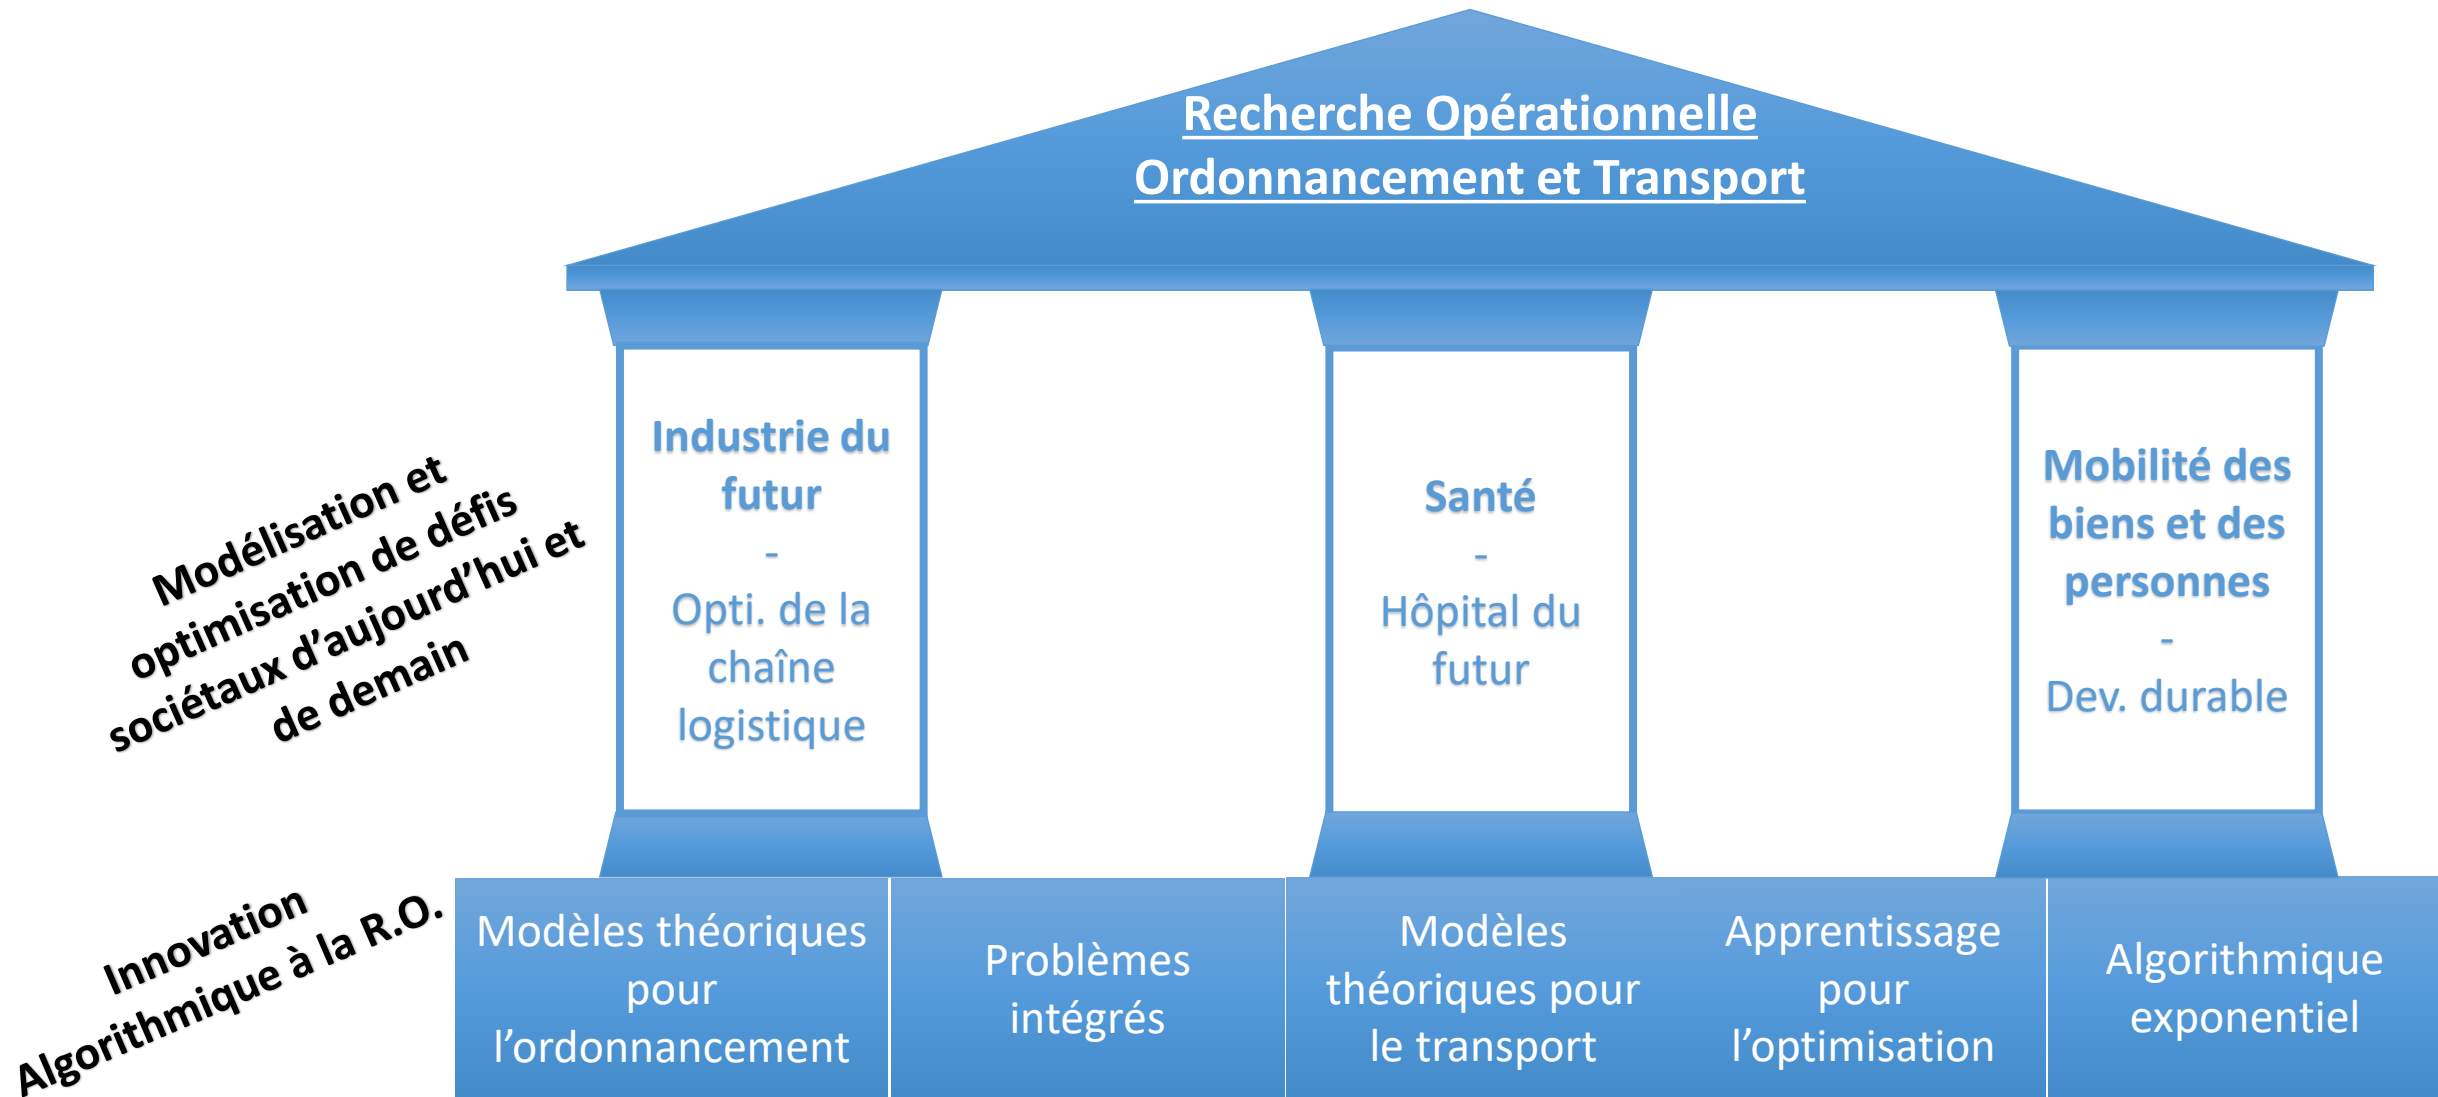 Recherche Opérationnelle
Ordonnancement et Transport
Modélisation et
optimisation de défis
sociétaux d’aujourd’hui et
de demain
Industrie du
futur
-
Opti. de la
chaîne
logistique
Santé
-
Hôpital du
futur
Mobilité des
biens et des
personnes
-
Dev. durable
Innovation
Algorithmique à la R.O.
Modèles théoriques
pour
l’ordonnancement
Problèmes
intégrés
Modèles
théoriques pour
le transport
Apprentissage
pour
l’optimisation
Algorithmique
exponentiel